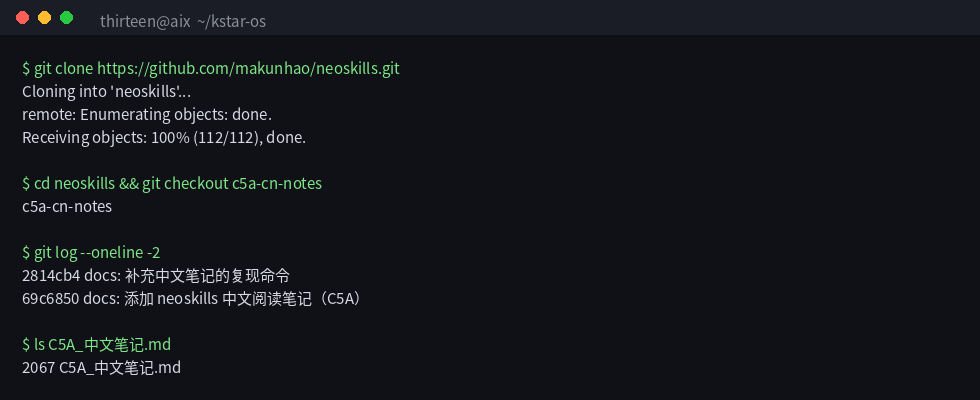 thirteen@aix ~/kstar-os
$ git clone https://github.com/makunhao/neoskills.git
Cloning into 'neoskills'...
remote: Enumerating objects: done.
Receiving objects: 100% (112/112), done.
$ cd neoskills && git checkout c5a-cn-notes
c5a-cn-notes
$ git log --oneline -2
2814cb4 docs: 补充中文笔记的复现命令
69c6850 docs: 添加 neoskills 中文阅读笔记（C5A）
$ ls C5A_中文笔记.md
2067 C5A_中文笔记.md